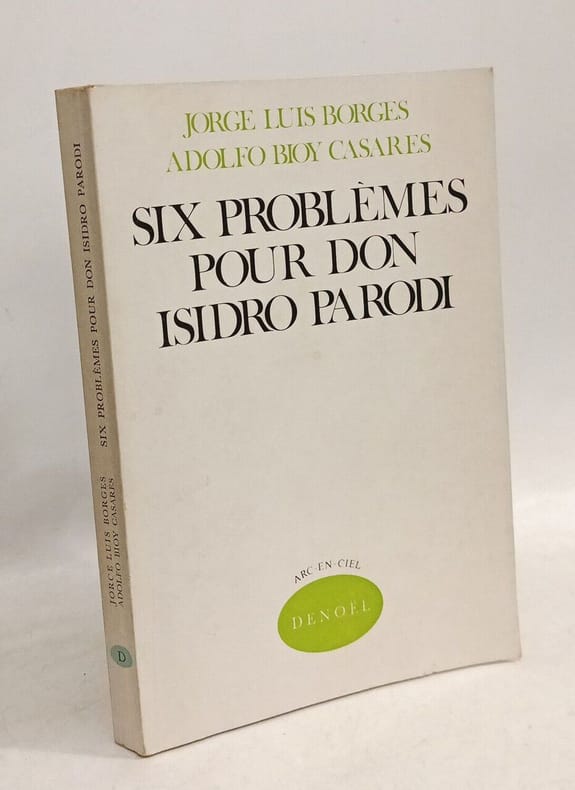 JORGE LUIS BORGES
ADOLFO BIOY CASARES
SIX PROBLÈMES
POUR DON
ISIDRO PARODI
ARC-EN-CIEL
DENOËL
JORGE LUIS BORGES
ADOLFO BIOY CASARES
SIX PROBLÈMES POUR DON ISIDRO PARODI
D